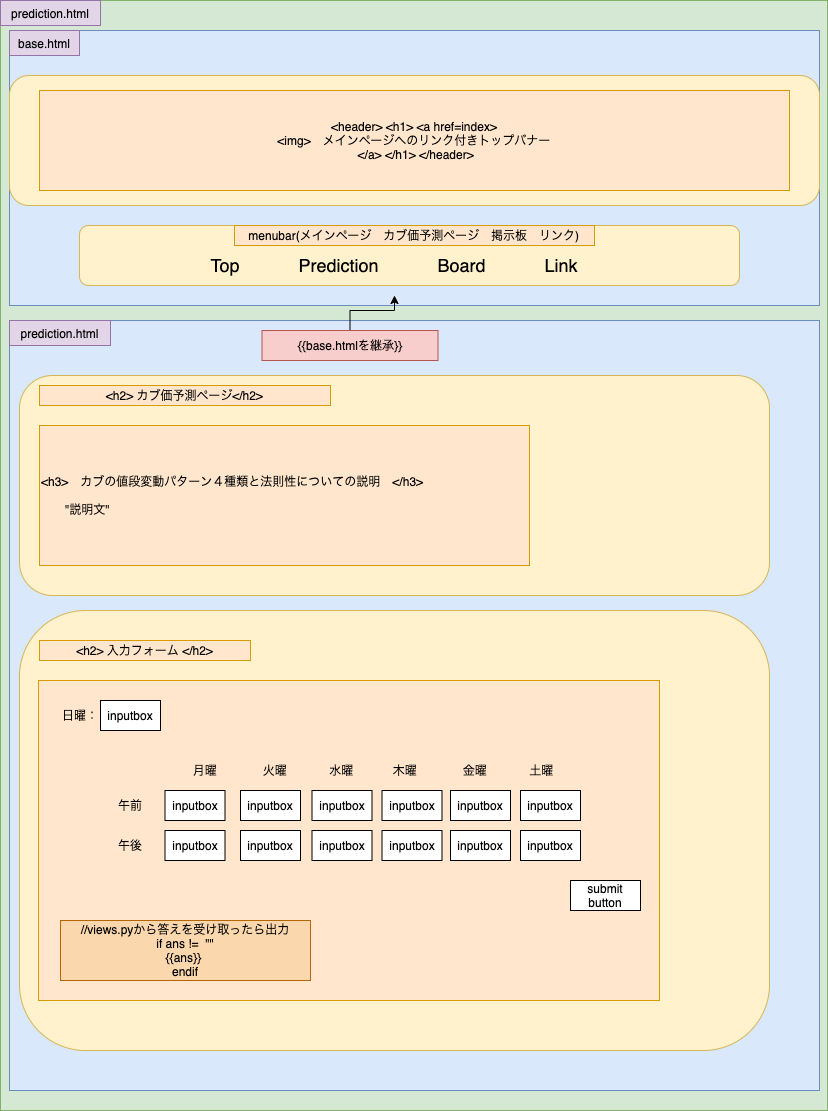 prediction.html
base.html
<header> <h1> <a href=index>
<img>　メインページへのリンク付きトップバナー
</a> </h1> </header>
menubar(メインページ　カブ価予測ページ　掲示板　リンク)
Top Prediction Board Link
prediction.html
{{base.htmlを継承}}
<h2> カブ価予測ページ</h2>
<h3>　カブの値段変動パターン４種類と法則性についての説明　</h3>
"説明文"
<h2> 入力フォーム </h2>
日曜： inputbox
月曜 火曜 水曜 木曜 金曜 土曜
午前 inputbox inputbox inputbox inputbox inputbox inputbox
午後 inputbox inputbox inputbox inputbox inputbox inputbox
submit
button
//views.pyから答えを受け取ったら出力
if ans != ""
{{ans}}
endif